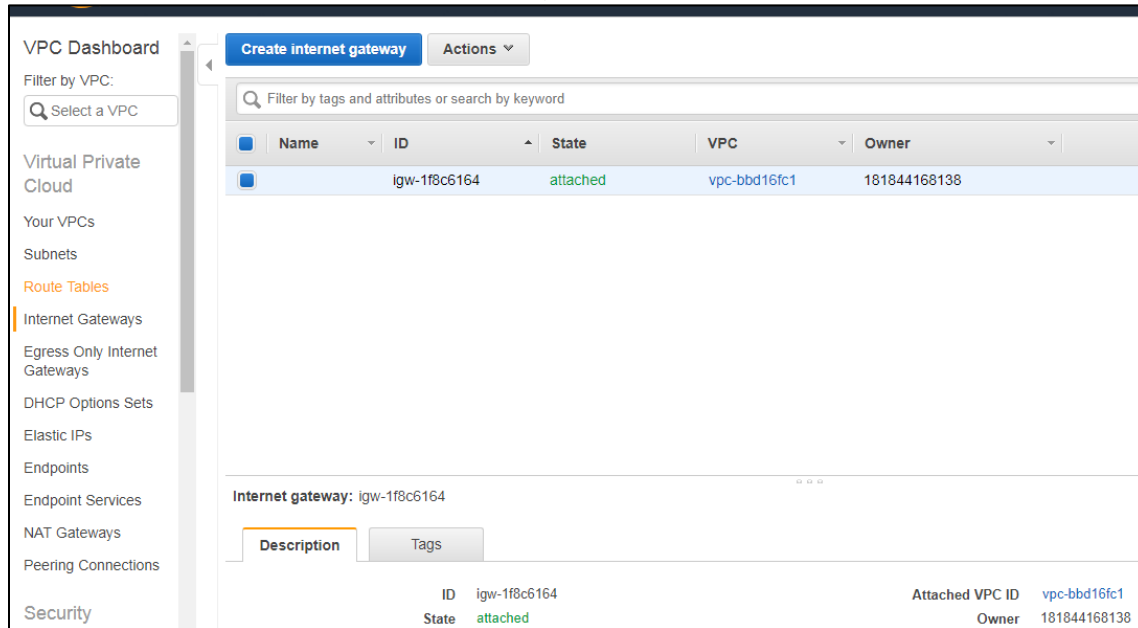 VPC Dashboard
Filter by VPC:
Select a VPC
Virtual Private
Cloud
Your VPCs
Subnets
Route Tables
Internet Gateways
Egress Only Internet
Gateways
DHCP Options Sets
Elastic IPs
Endpoints
Endpoint Services
NAT Gateways
Peering Connections
Security
Create internet gateway Actions
Filter by tags and attributes or search by keyword
Name ID State VPC Owner
igw-1f8c6164 attached vpc-bbd16fc1 181844168138
Internet gateway: igw-1f8c6164
Description Tags
ID igw-1f8c6164 Attached VPC ID vpc-bbd16fc1
State attached Owner 181844168138